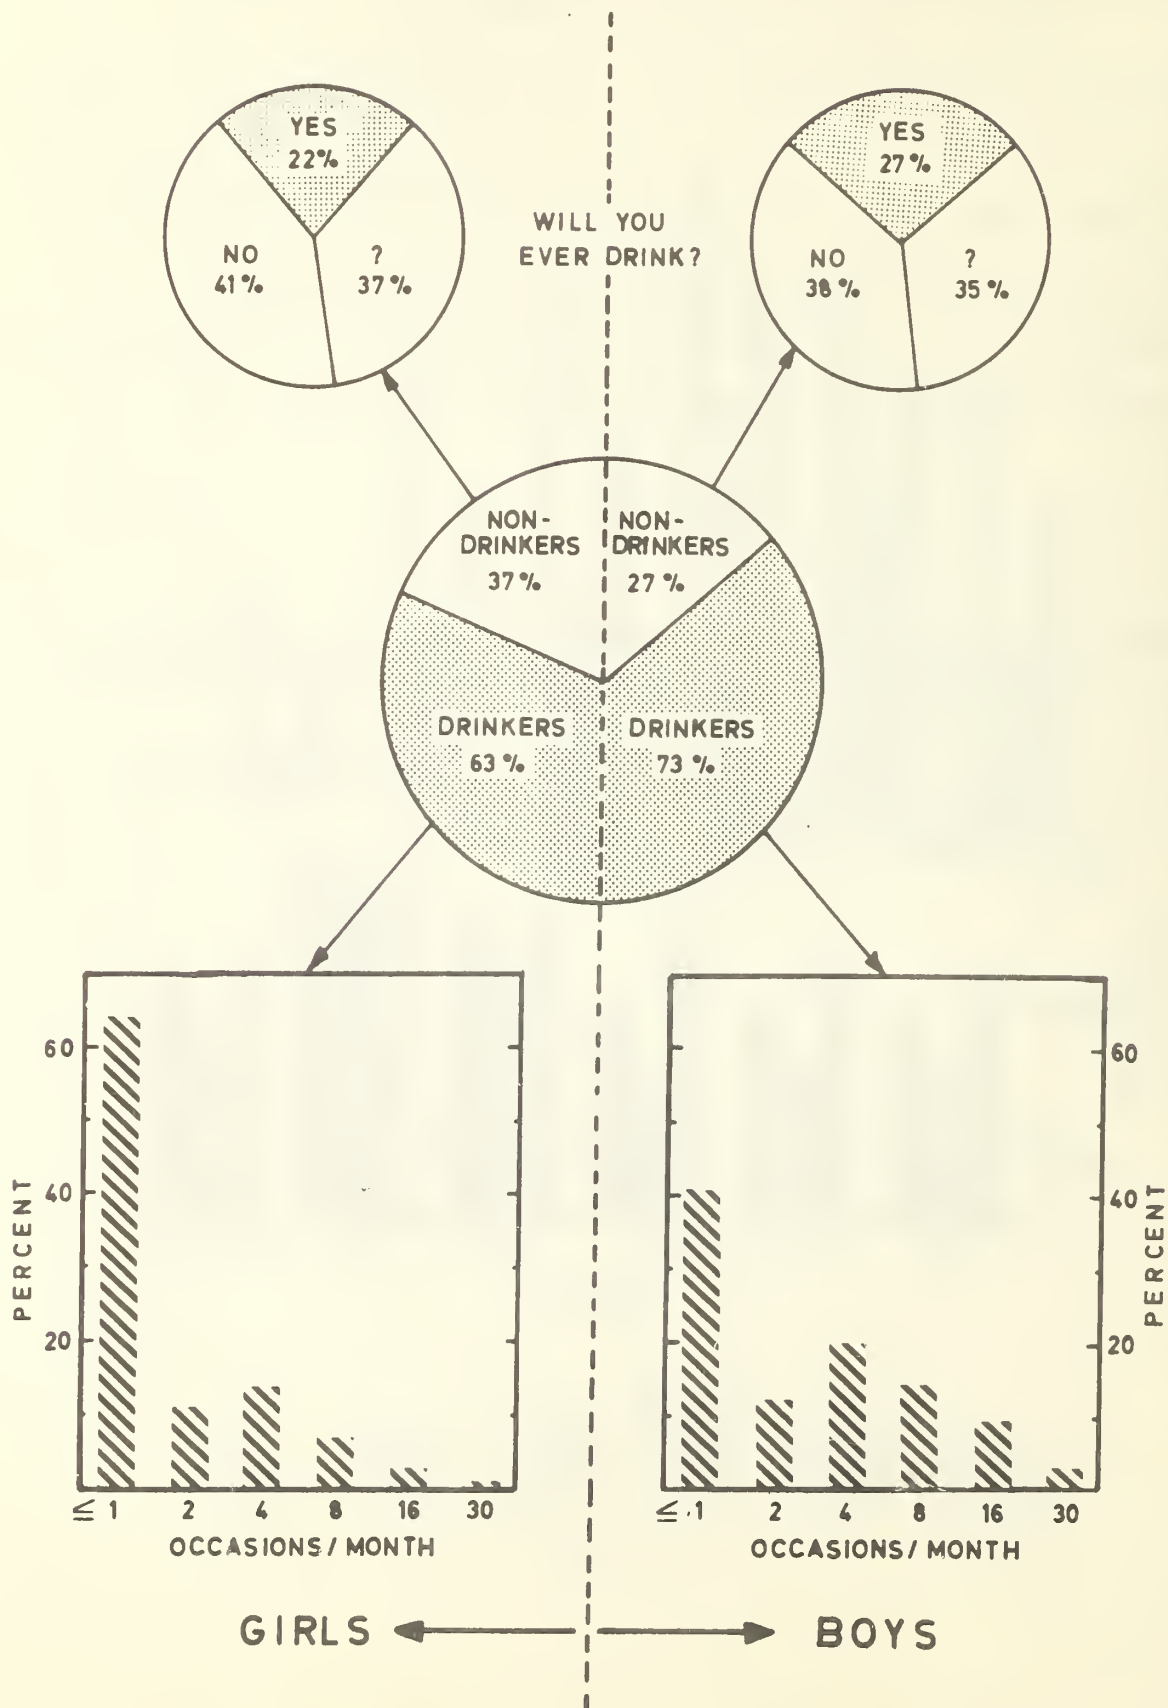 YES
22%
NO
41%
?
37%
WILL YOU
EVER DRINK?
YES
27%
NO
38%
?
35%
NON-
DRINKERS
37%
NON-
DRINKERS
27%
DRINKERS
63%
DRINKERS
73%
60
40
20
PERCENT
≤ 1 2 4 8 16 30
OCCASIONS/MONTH
60
40
20
PERCENT
≤ 1 2 4 8 16 30
OCCASIONS/MONTH
GIRLS
BOYS